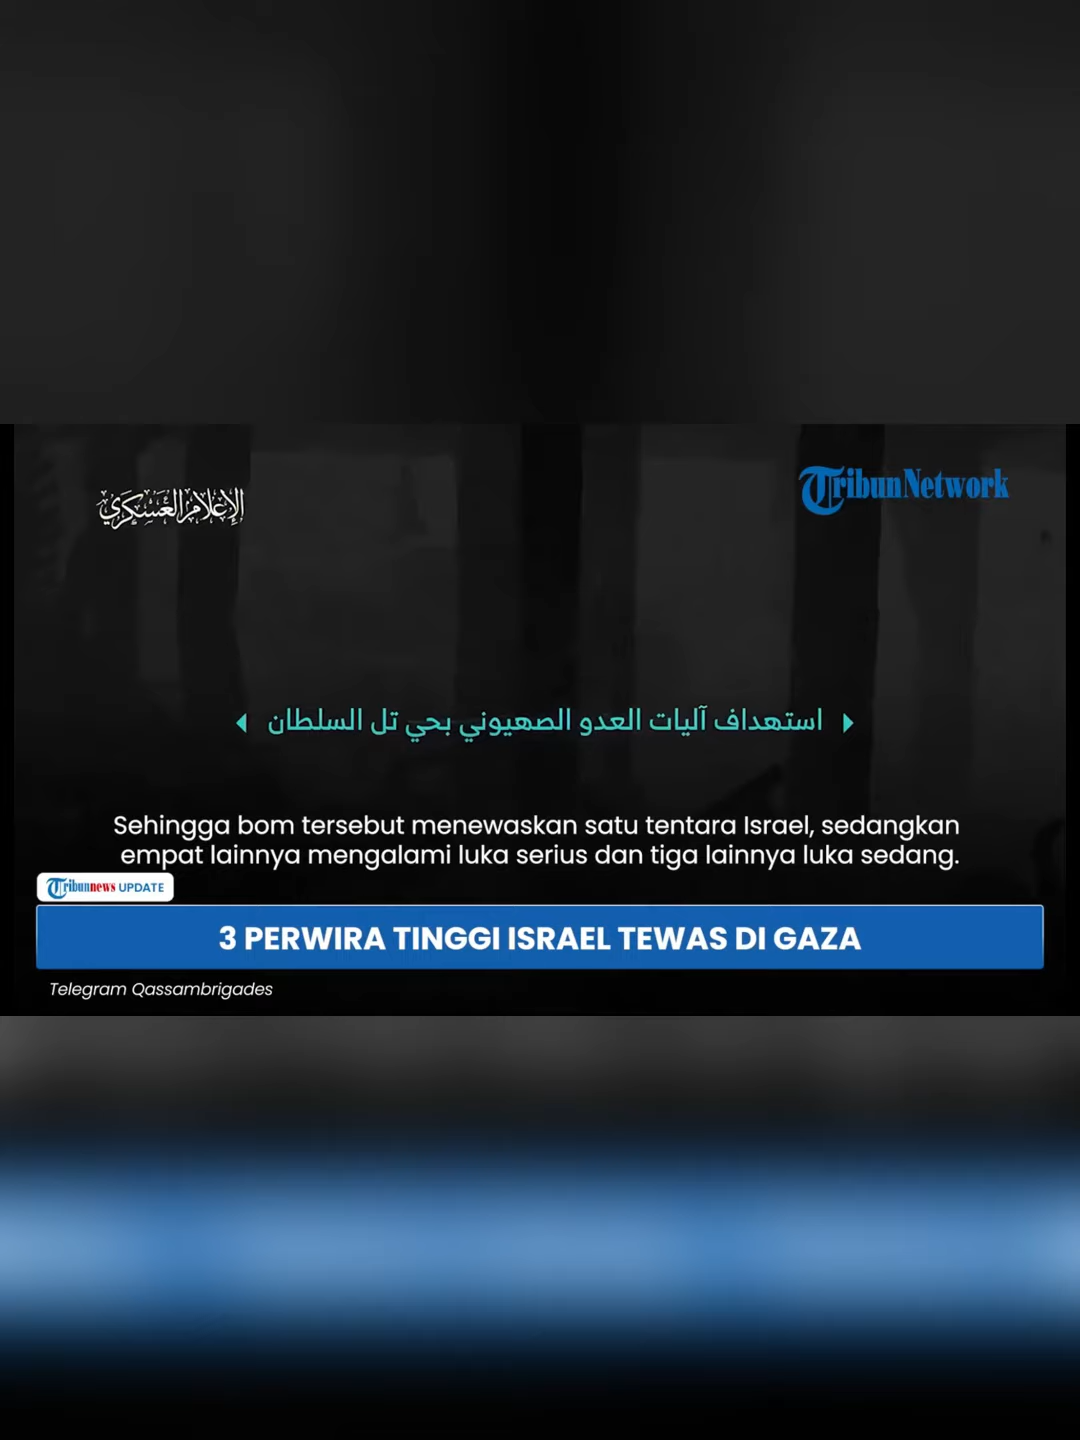 الإعلام العسكري
TribunNetwork
استهداف آليات العدو الصهيوني بحي تل السلطان
Sehingga bom tersebut menewaskan satu tentara Israel, sedangkan
empat lainnya mengalami luka serius dan tiga lainnya luka sedang.
Tribunnews UPDATE
3 PERWIRA TINGGI ISRAEL TEWAS DI GAZA
Telegram Qassambrigades